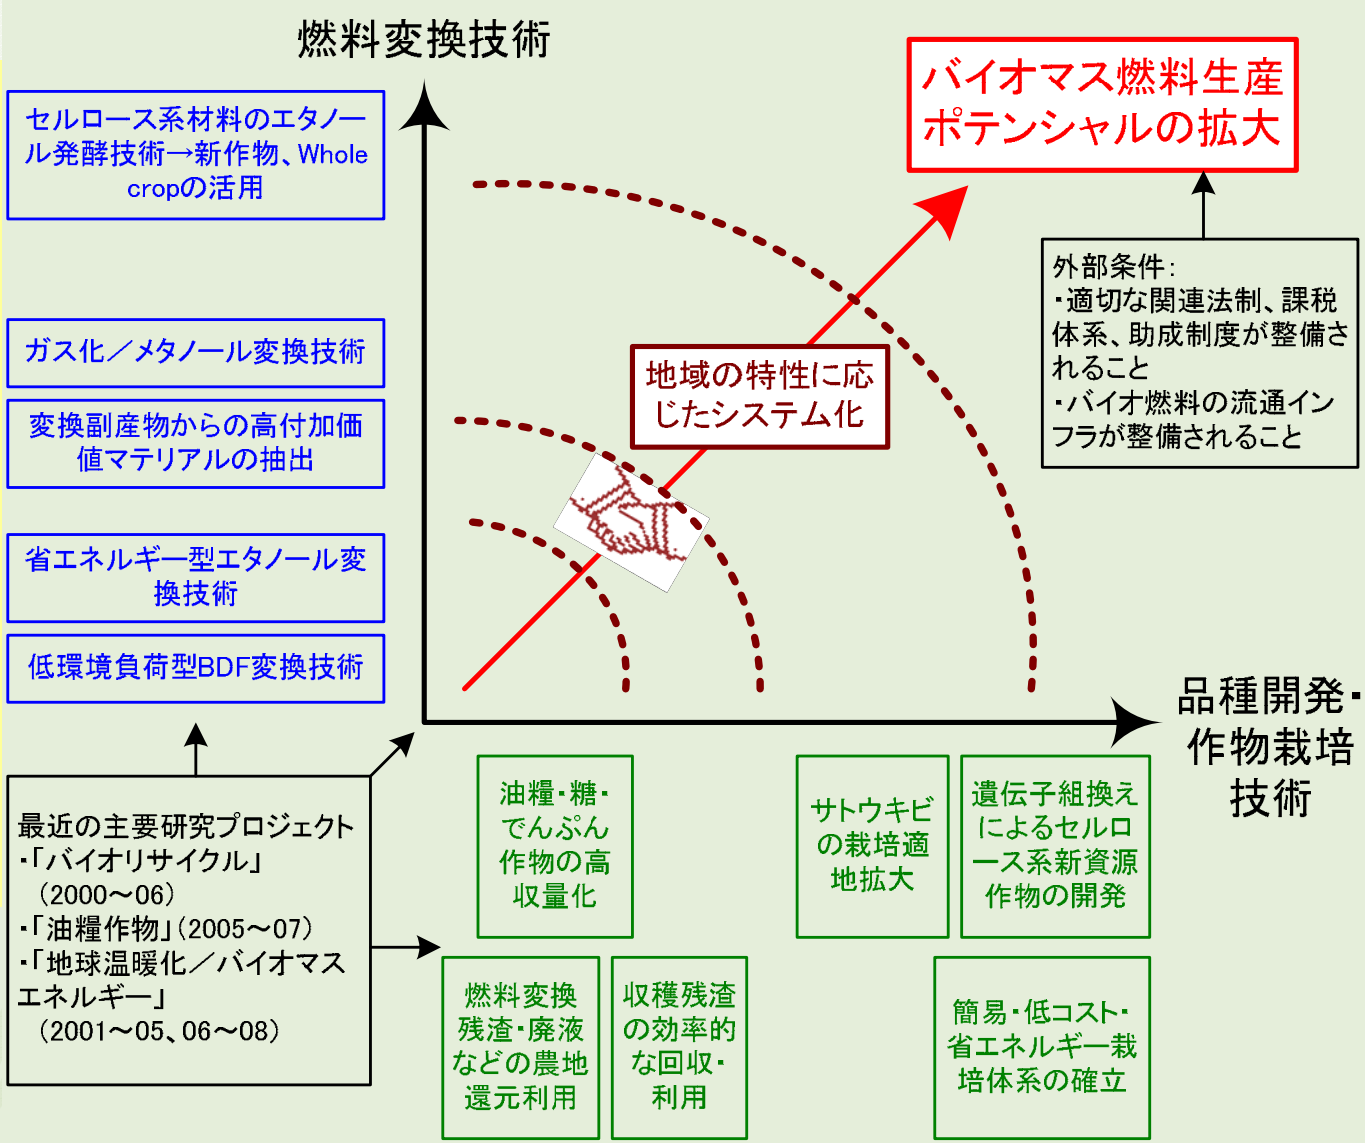 燃料変換技術
バイオマス燃料生産
ポテンシャルの拡大
セルロース系材料のエタノー
ル発酵技術→新作物、Whole
cropの活用
外部条件：
・適切な関連法制、課税
体系、助成制度が整備さ
れること
・バイオ燃料の流通イン
フラが整備されること
ガス化／メタノール変換技術
地域の特性に応
じたシステム化
変換副産物からの高付加価
値マテリアルの抽出
省エネルギー型エタノール変
換技術
低環境負荷型BDF変換技術
品種開発・
作物栽培
技術
最近の主要研究プロジェクト
・「バイオリサイクル」
（2000～06）
・「油糧作物」（2005～07）
・「地球温暖化／バイオマス
エネルギー」
（2001～05、06～08）
油糧・糖・
でんぷん
作物の高
収量化
サトウキビ
の栽培適
地拡大
遺伝子組換え
によるセルロ
ース系新資源
作物の開発
燃料変換
残渣・廃液
などの農地
還元利用
収穫残渣
の効率的
な回収・
利用
簡易・低コスト・
省エネルギー栽
培体系の確立